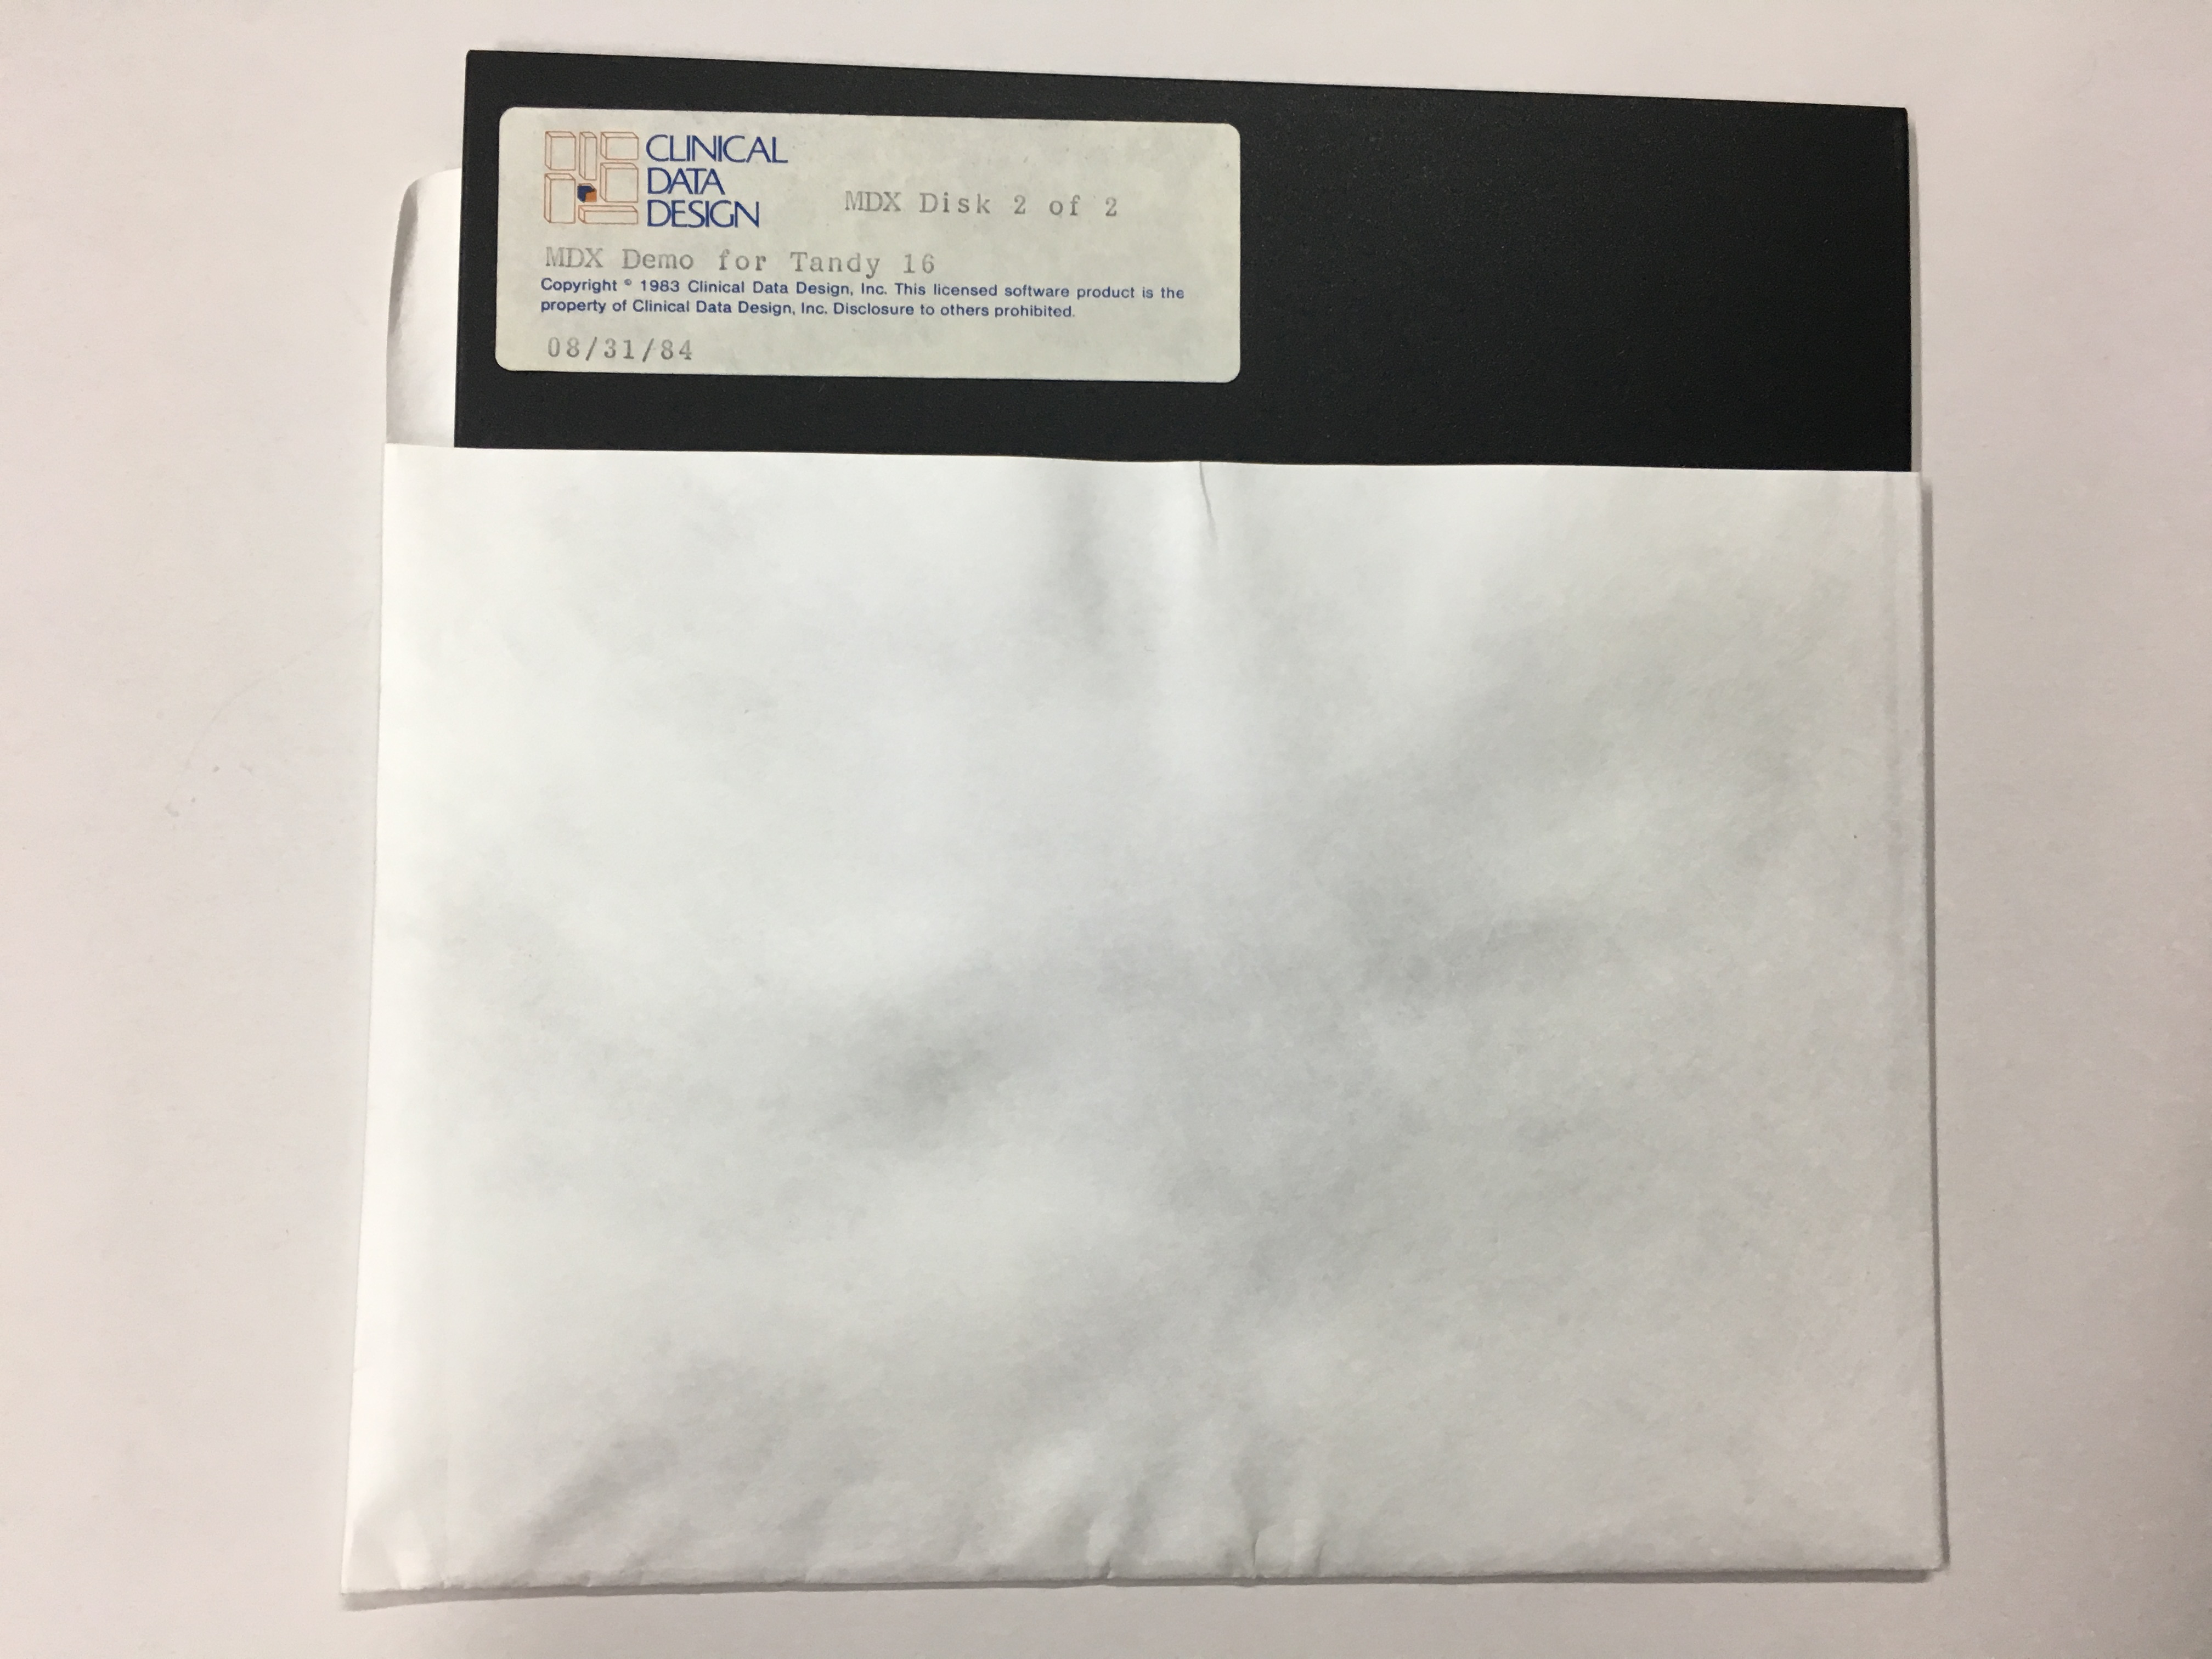 CLINICAL
DATA
DESIGN
MDX Disk 2 of 2
MDX Demo for Tandy 16
Copyright © 1983 Clinical Data Design, Inc. This licensed software product is the
property of Clinical Data Design, Inc. Disclosure to others prohibited.
08/31/84